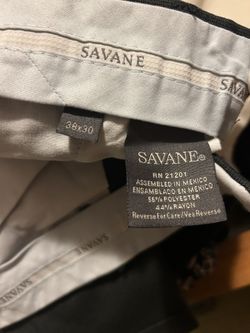 SAVANE
38x30
SAVANE®
RN 21201
ASSEMBLED IN MEXICO
ENSAMBLADO EN MEXICO
56% POLYESTER
44% RAYON
Reverse For Care/Vea Reverse
SAVANE